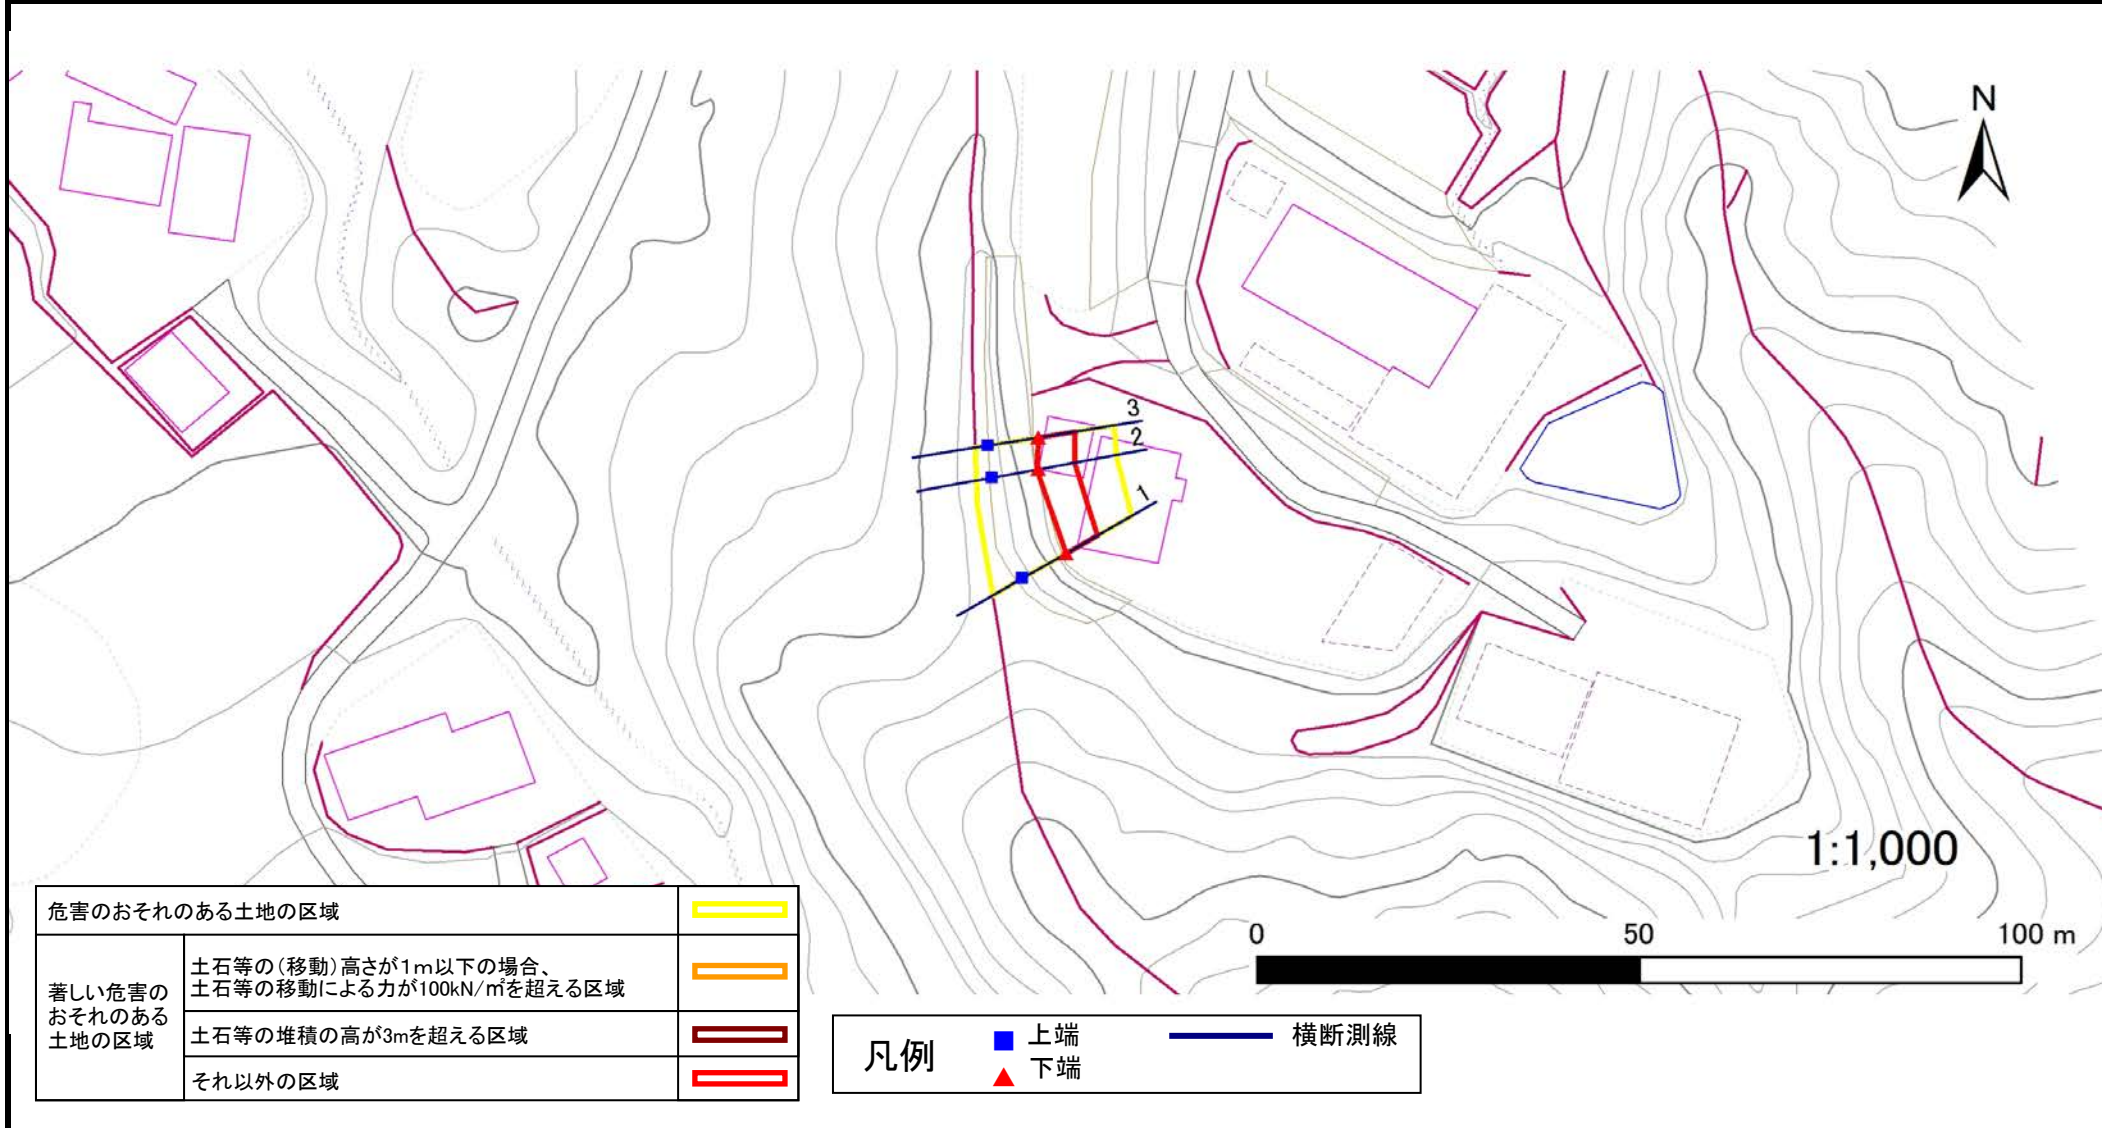 N
3
2
1
1:1,000
0 50 100 m
危害のおそれのある土地の区域
著しい危害の
おそれのある
土地の区域
土石等の(移動)高さが1m以下の場合、
土石等の移動による力が100kN/㎡を超える区域
土石等の堆積の高が3mを超える区域
それ以外の区域
凡例
上端
下端
横断測線